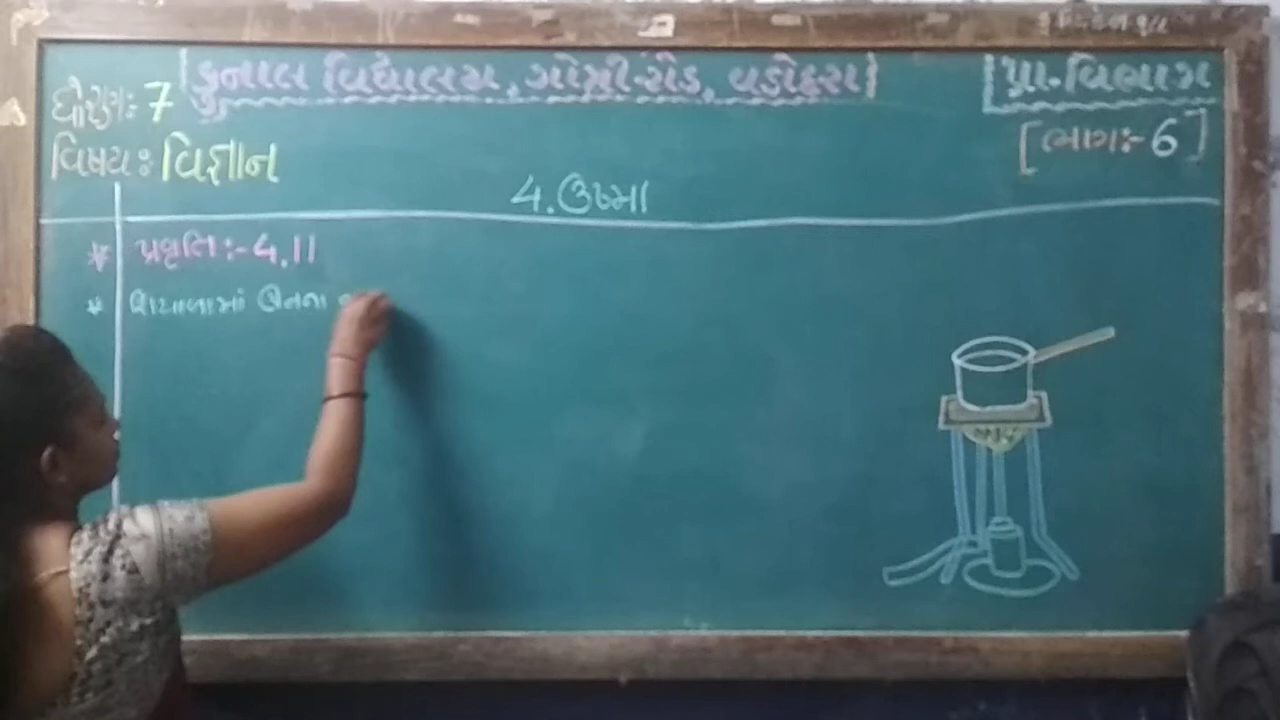 કુનાલ વિદ્યાલય, ગોત્રી રોડ, વડોદરા
પ્રા. વિભાગ
ધોરણ:- 7
[ભાગ:- 6]
વિષય: વિજ્ઞાન
4. ઉષ્મા
* પ્રવૃતિ:- 4.11
* શિયાળામાં ઊનના